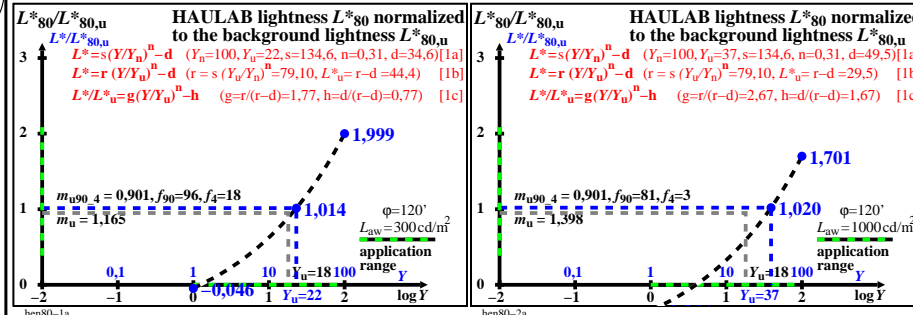 L*80/L*80,u
HAULAB lightness L*80 normalized
to the background lightness L*80,u
L*/L*80,u
L*=s(Y/Yn)^n−d (Yn=100, Yu=22, s=134,6, n=0,31, d=34,6)[1a]
L*=r (Y/Yu)^n−d (r = s (Yu/Yn)^n=79,10, L*u = r−d =44,4) [1b]
L*/L*u=g(Y/Yu)^n−h (g=r/(r−d)=1,77, h=d/(r−d)=0,77) [1c]
3
2
1,999
mu90_4 = 0,901, f90=96, f4=18
1
1,014
mu = 1,165
φ=120'
Law=300cd/m2
application
range
0,1 1 10 Yu=18 100 Y
0
−0,046
−2 −1 0 1 Yu=22 2 log Y
hen80−1a
L*80/L*80,u
HAULAB lightness L*80 normalized
to the background lightness L*80,u
L*/L*80,u
L*=s(Y/Yn)^n−d (Yn=100, Yu=37, s=134,6, n=0,31, d=49,5)[1a
L*=r (Y/Yu)^n−d (r = s (Yu/Yn)^n=79,10, L*u = r−d =29,5) [1b
L*/L*u=g(Y/Yu)^n−h (g=r/(r−d)=2,67, h=d/(r−d)=1,67) [1c
3
2
1,701
mu90_4 = 0,901, f90=81, f4=3
1
1,020
mu = 1,398
φ=120'
Law=1000cd/m2
application
range
0,1 1 10 Yu=18 100 Y
0
−2 −1 0 1 Yu=37 2 log Y
hen80−2a